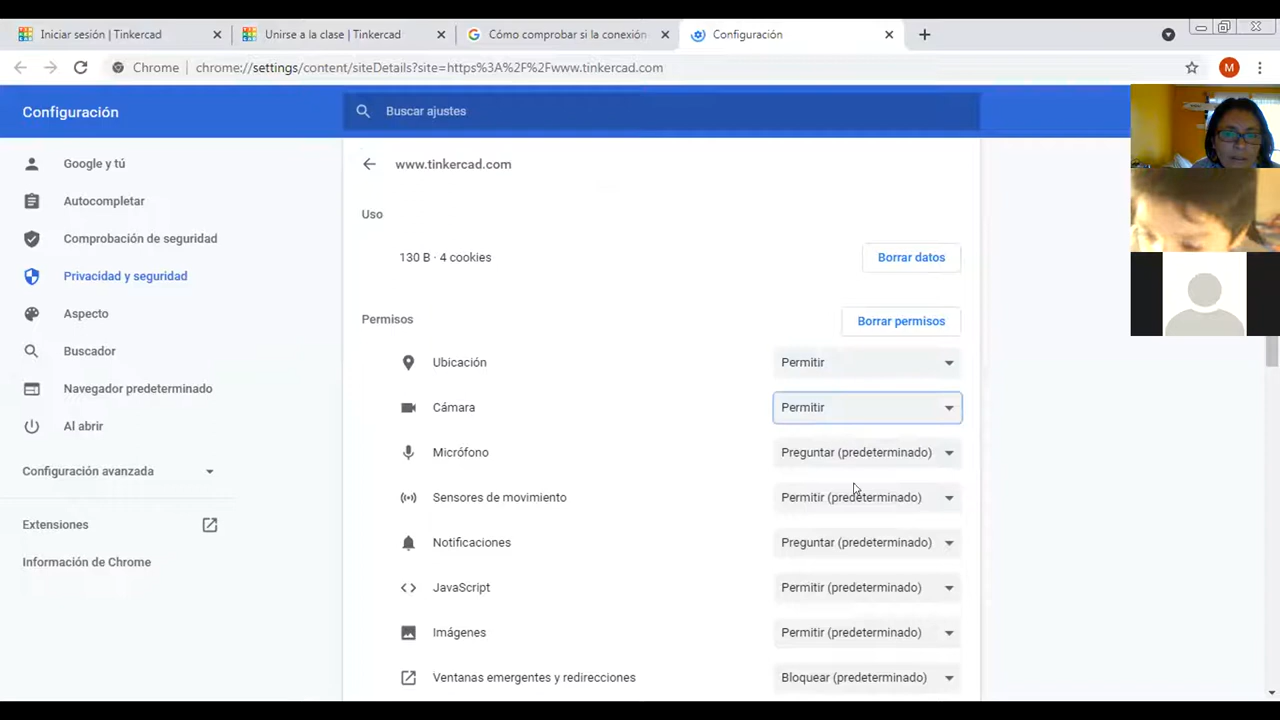 Iniciar sesión | Tinkercad
Unirse a la clase | Tinkercad
Cómo comprobar si la conexión
Configuración
Chrome
chrome://settings/content/siteDetails?site=https%3A%2F%2Fwww.tinkercad.com
M
Configuración
Buscar ajustes
Google y tú
Autocompletar
Comprobación de seguridad
Privacidad y seguridad
Aspecto
Buscador
Navegador predeterminado
Al abrir
Configuración avanzada
Extensiones
Información de Chrome
www.tinkercad.com
Uso
130 B · 4 cookies
Borrar datos
Permisos
Borrar permisos
Ubicación
Permitir
Cámara
Permitir
Micrófono
Preguntar (predeterminado)
Sensores de movimiento
Permitir (predeterminado)
Notificaciones
Preguntar (predeterminado)
JavaScript
Permitir (predeterminado)
Imágenes
Permitir (predeterminado)
Ventanas emergentes y redirecciones
Bloquear (predeterminado)